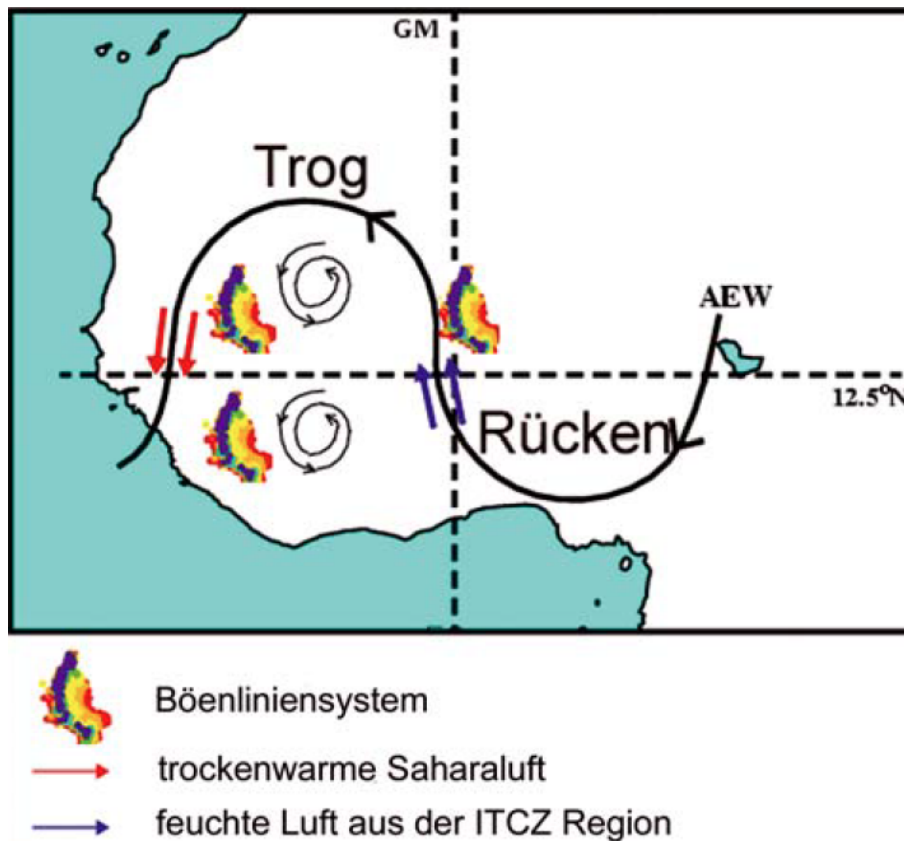 GM
Trog
AEW
12.5°N
Rücken
Böenliniensystem
trockenwarme Saharaluft
feuchte Luft aus der ITCZ Region